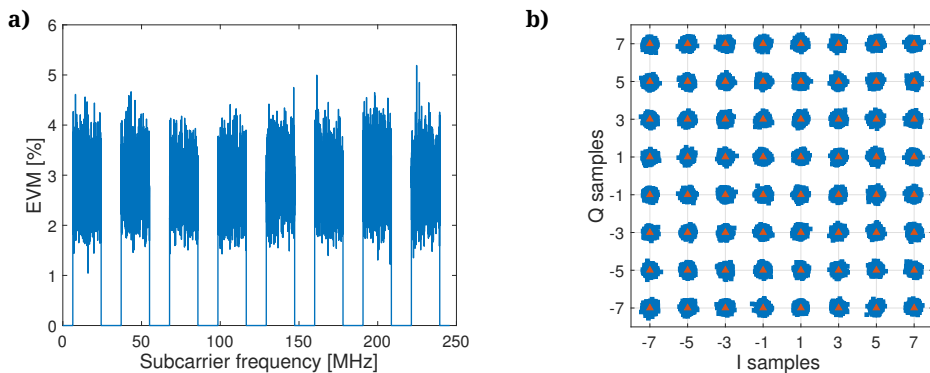 a)
EVM [%]
6
5
4
3
2
1
0
0 50 100 150 200 250
Subcarrier frequency [MHz]
b)
Q samples
7
5
3
1
-1
-3
-5
-7
-7 -5 -3 -1 1 3 5 7
I samples